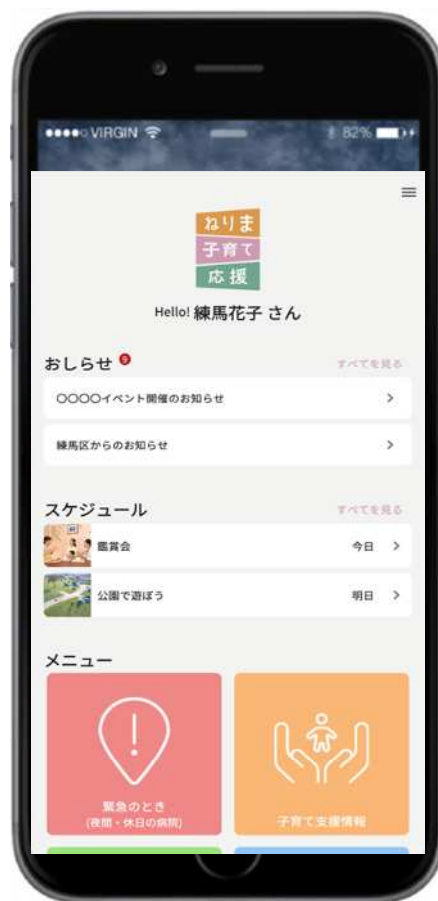 VIRGIN
82%
ねりま
子育て
応援
Hello! 練馬花子 さん
おしらせ 9 すべてを見る
〇〇〇〇イベント開催のお知らせ
練馬区からのお知らせ
スケジュール すべてを見る
鑑賞会 今日
公園で遊ぼう 明日
メニュー
緊急のとき
(夜間・休日の病院)
子育て支援情報